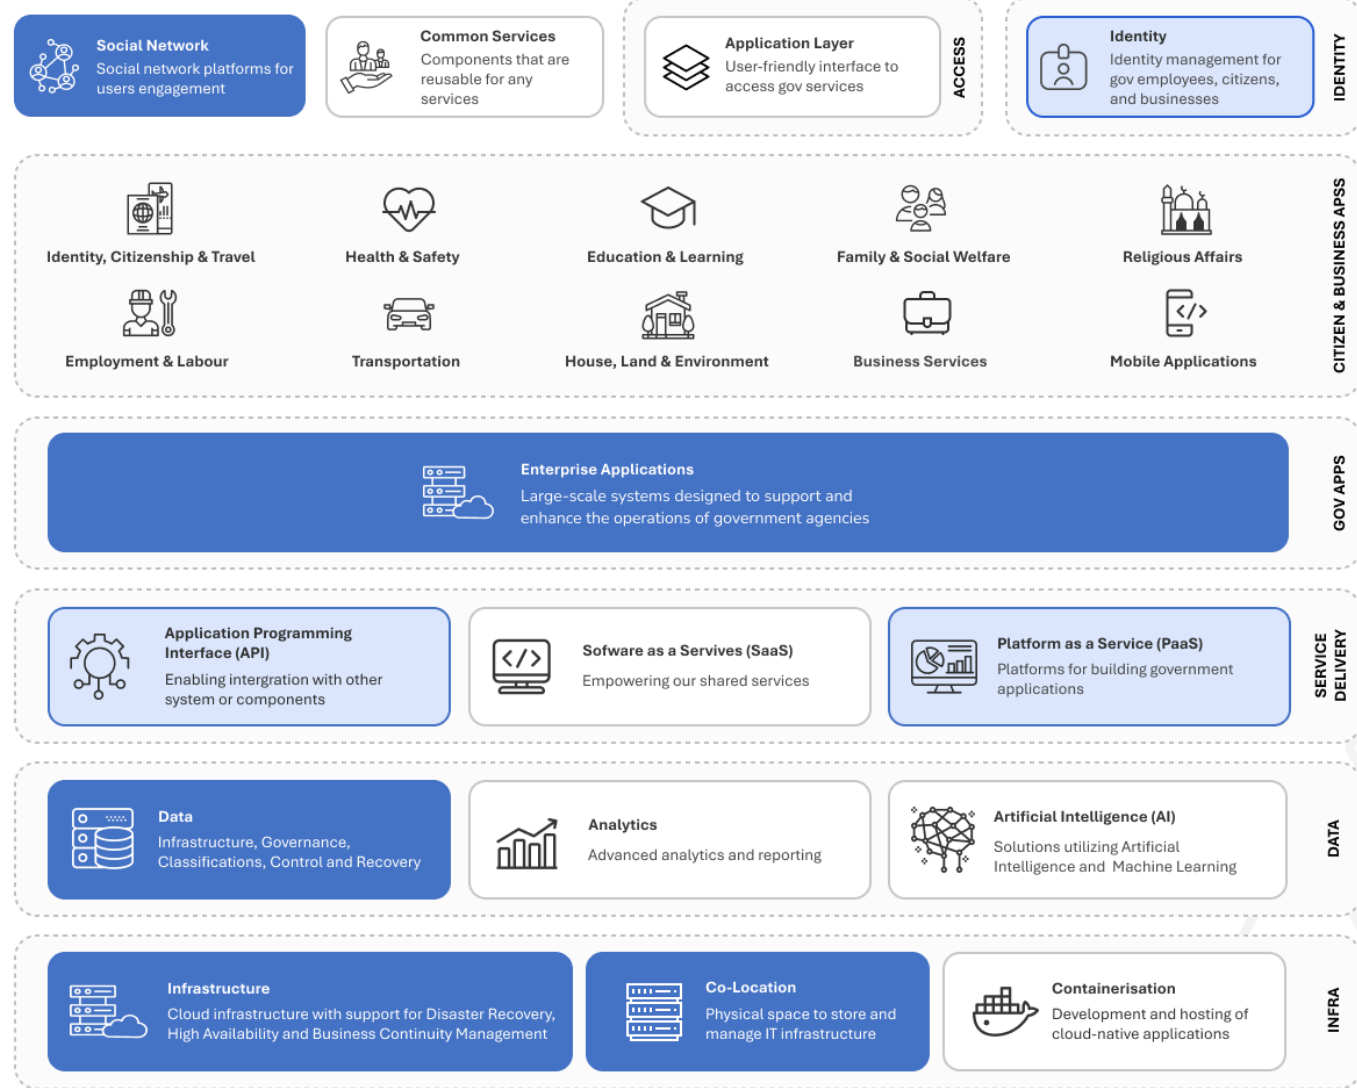 Social Network
Social network platforms for
users engagement
Common Services
Components that are
reusable for any
services
Application Layer
User-friendly interface to
access gov services
ACCESS
Identity
Identity management for
gov employees, citizens,
and businesses
IDENTITY
Identity, Citizenship & Travel
Health & Safety
Education & Learning
Family & Social Welfare
Religious Affairs
Employment & Labour
Transportation
House, Land & Environment
Business Services
Mobile Applications
CITIZEN & BUSINESS APSS
Enterprise Applications
Large-scale systems designed to support and
enhance the operations of government agencies
GOV APPS
Application Programming
Interface (API)
Enabling intergration with other
system or components
Sofware as a Servives (SaaS)
Empowering our shared services
Platform as a Service (PaaS)
Platforms for building government
applications
SERVICE
DELIVERY
Data
Infrastructure, Governance,
Classifications, Control and Recovery
Analytics
Advanced analytics and reporting
Artificial Intelligence (AI)
Solutions utilizing Artificial
Intelligence and Machine Learning
DATA
Infrastructure
Cloud infrastructure with support for Disaster Recovery,
High Availability and Business Continuity Management
Co-Location
Physical space to store and
manage IT infrastructure
Containerisation
Development and hosting of
cloud-native applications
INFRA